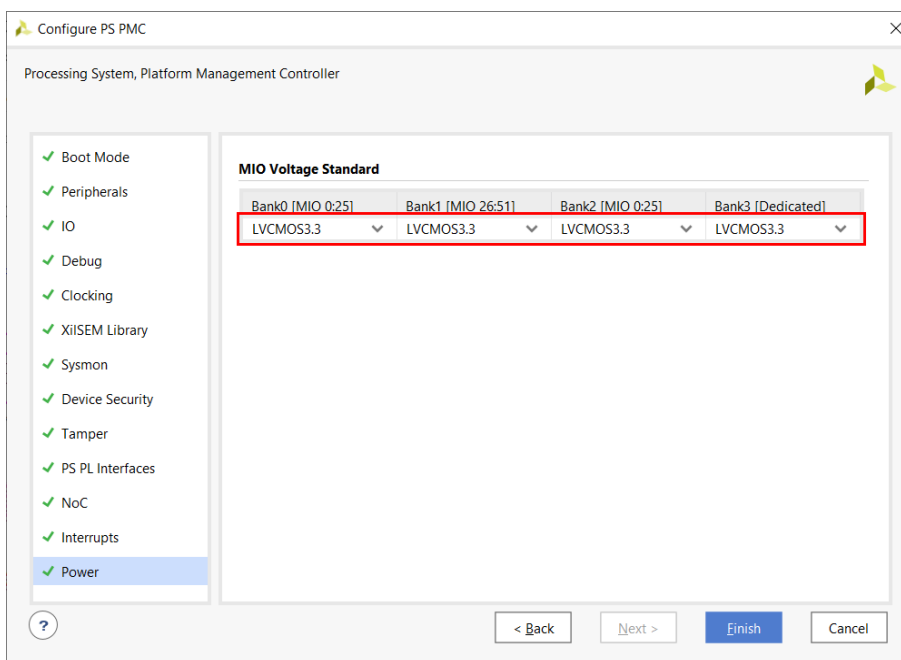 Configure PS PMC
Processing System, Platform Management Controller
Boot Mode
Peripherals
IO
Debug
Clocking
XilSEM Library
Sysmon
Device Security
Tamper
PS PL Interfaces
NoC
Interrupts
Power
MIO Voltage Standard
Bank0 [MIO 0:25] Bank1 [MIO 26:51] Bank2 [MIO 0:25] Bank3 [Dedicated]
LVCMOS3.3 LVCMOS3.3 LVCMOS3.3 LVCMOS3.3
? < Back Next > Finish Cancel